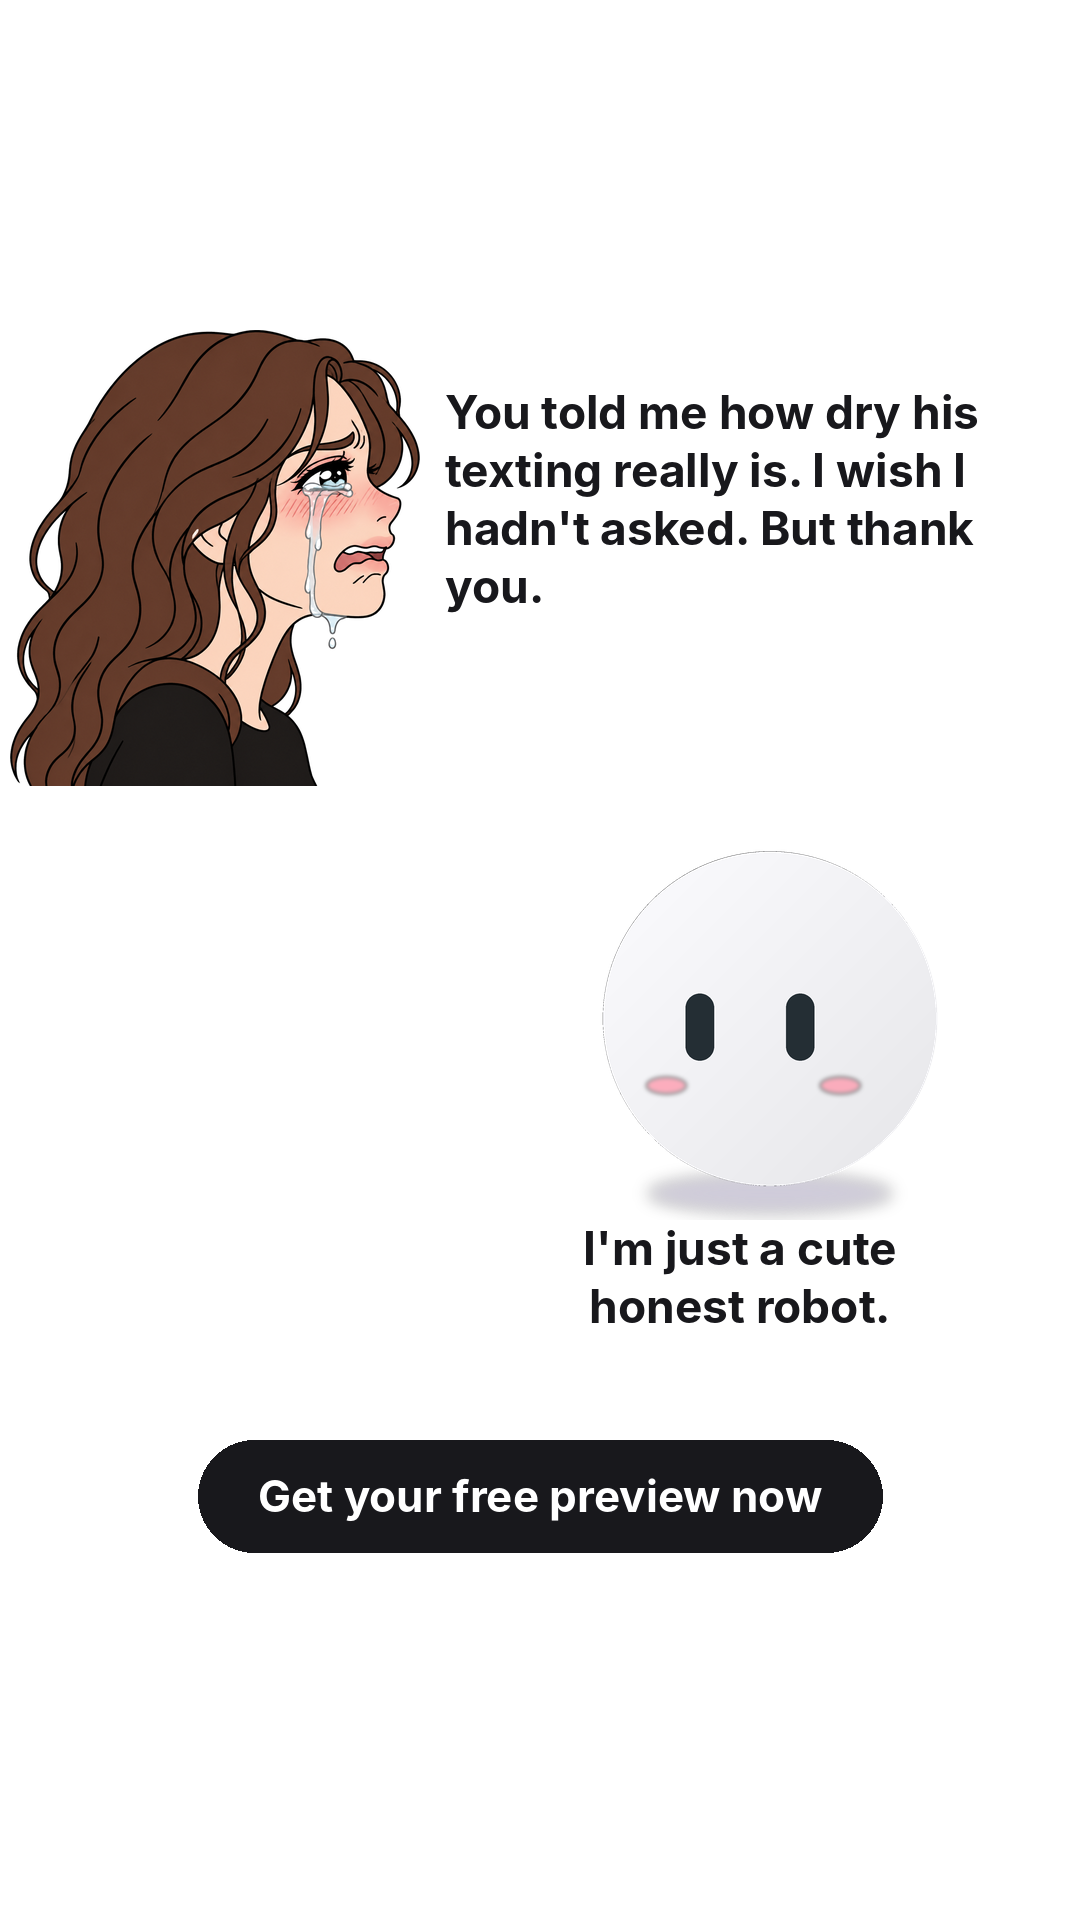 You told me how dry his
texting really is. I wish I
hadn't asked. But thank
you.
I'm just a cute
honest robot.
Get your free preview now